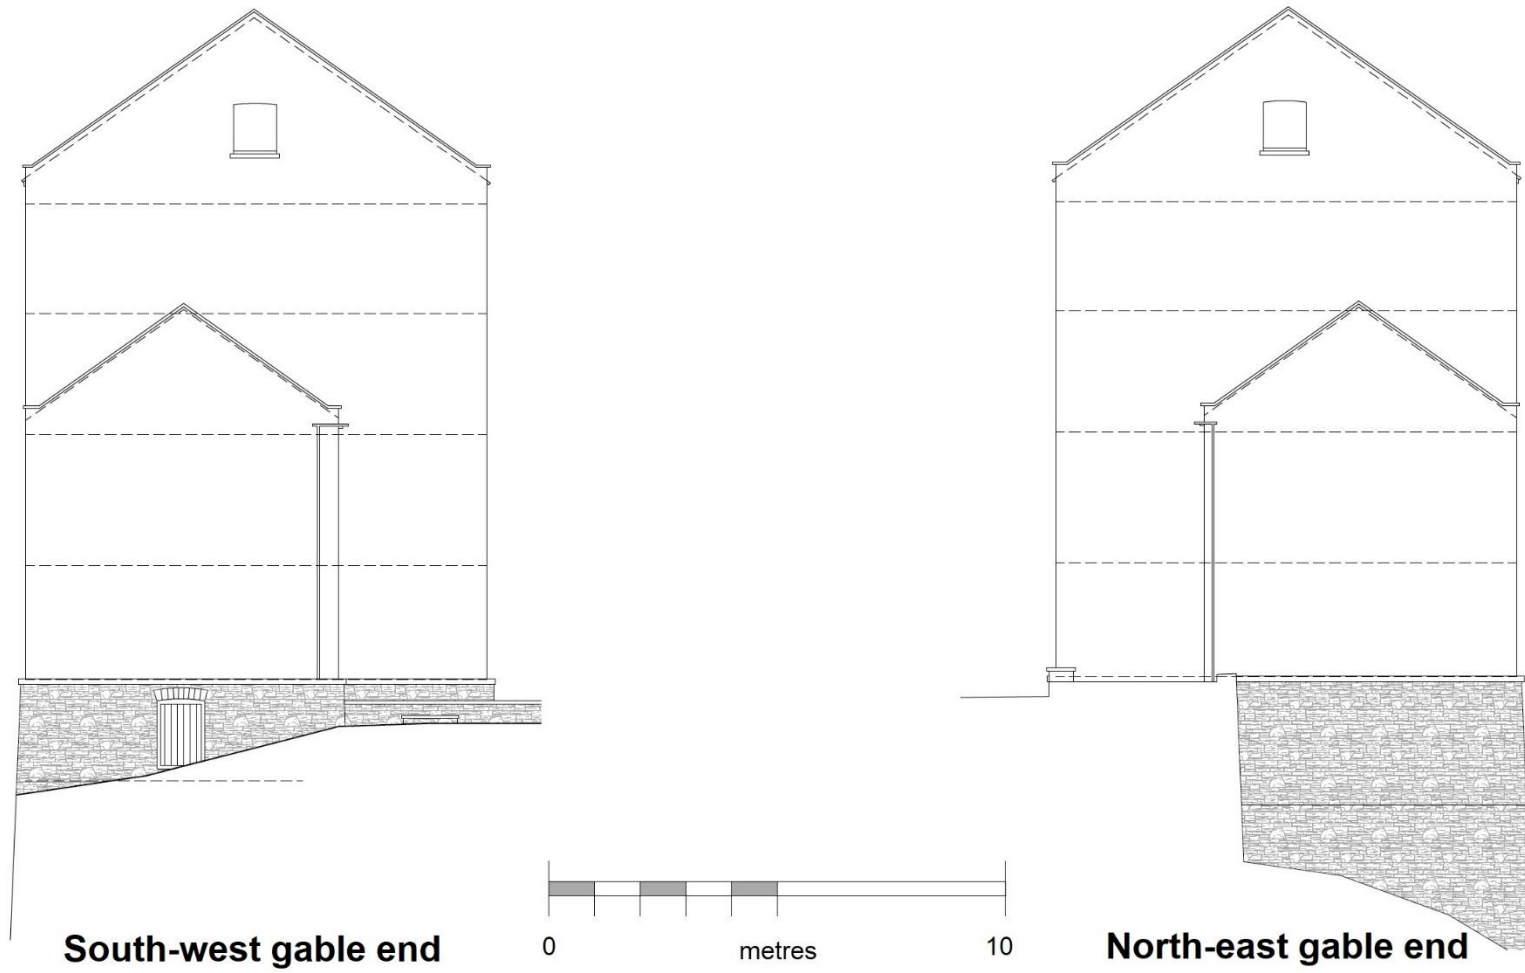 South-west gable end
0
metres
10
North-east gable end